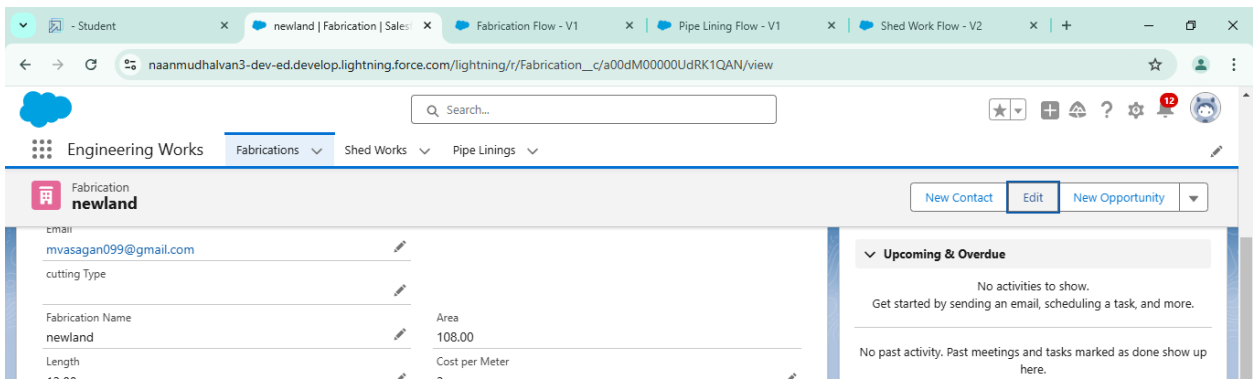 - Student
newland | Fabrication | Sales
Fabrication Flow - V1
Pipe Lining Flow - V1
Shed Work Flow - V2
naanmudhalvan3-dev-ed.develop.lightning.force.com/lightning/r/Fabrication__c/a00dM00000UdRK1QAN/view
Search...
12
Engineering Works
Fabrications
Shed Works
Pipe Linings
Fabrication
newland
New Contact
Edit
New Opportunity
Email
mvasagan099@gmail.com
cutting Type
Fabrication Name
newland
Area
108.00
Length
Cost per Meter
Upcoming & Overdue
No activities to show.
Get started by sending an email, scheduling a task, and more.
No past activity. Past meetings and tasks marked as done show up
here.